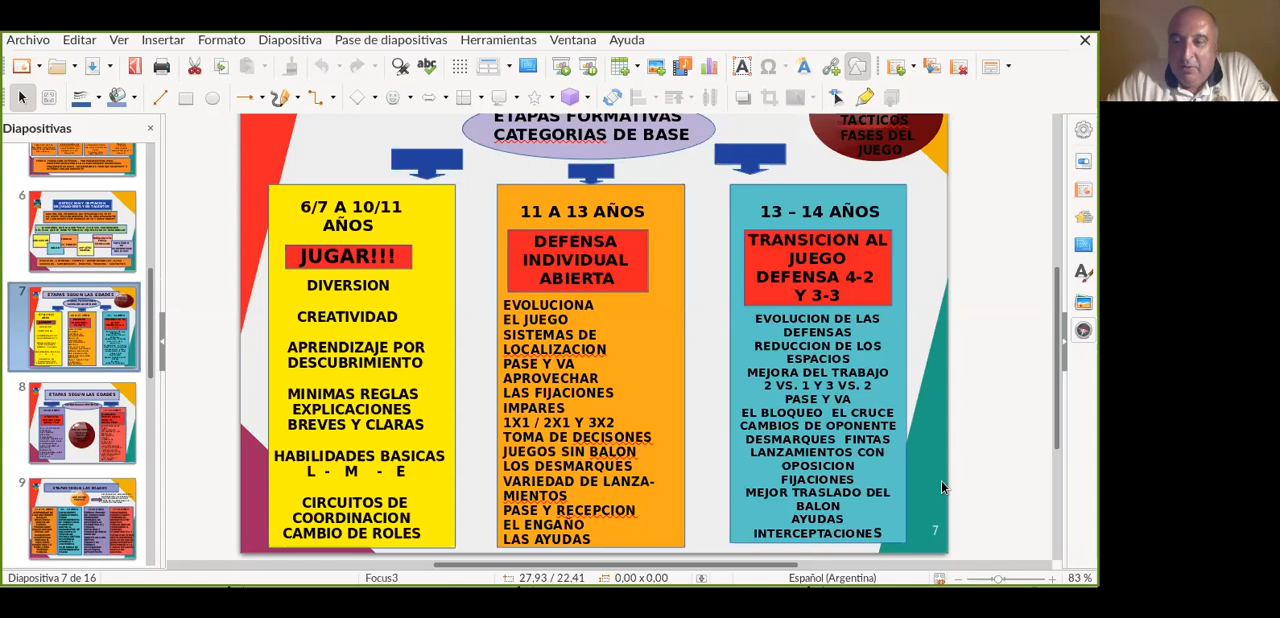 Archivo Editar Ver Insertar Formato Diapositiva Pase de diapositivas Herramientas Ventana Ayuda
Diapositivas
6
7
8
9
ETAPAS FORMATIVAS
CATEGORIAS DE BASE
TACTICOS
FASES DEL
JUEGO
6/7 A 10/11
AÑOS
JUGAR!!!
DIVERSION
CREATIVIDAD
APRENDIZAJE POR
DESCUBRIMIENTO
MINIMAS REGLAS
EXPLICACIONES
BREVES Y CLARAS
HABILIDADES BASICAS
L - M - E
CIRCUITOS DE
COORDINACION
CAMBIO DE ROLES
11 A 13 AÑOS
DEFENSA
INDIVIDUAL
ABIERTA
EVOLUCIONA
EL JUEGO
SISTEMAS DE
LOCALIZACION
PASE Y VA
APROVECHAR
LAS FIJACIONES
IMPARES
1X1 / 2X1 Y 3X2
TOMA DE DECISONES
JUEGOS SIN BALON
LOS DESMARQUES
VARIEDAD DE LANZA-
MIENTOS
PASE Y RECEPCION
EL ENGAÑO
LAS AYUDAS
13 – 14 AÑOS
TRANSICION AL
JUEGO
DEFENSA 4-2
Y 3-3
EVOLUCION DE LAS
DEFENSAS
REDUCCION DE LOS
ESPACIOS
MEJORA DEL TRABAJO
2 VS. 1 Y 3 VS. 2
PASE Y VA
EL BLOQUEO EL CRUCE
CAMBIOS DE OPONENTE
DESMARQUES FINTAS
LANZAMIENTOS CON
OPOSICION
FIJACIONES
MEJOR TRASLADO DEL
BALON
AYUDAS
INTERCEPTACIONES
7
Diapositiva 7 de 16 Focus3 27,93 / 22,41 0,00 x 0,00 Español (Argentina) 83 %